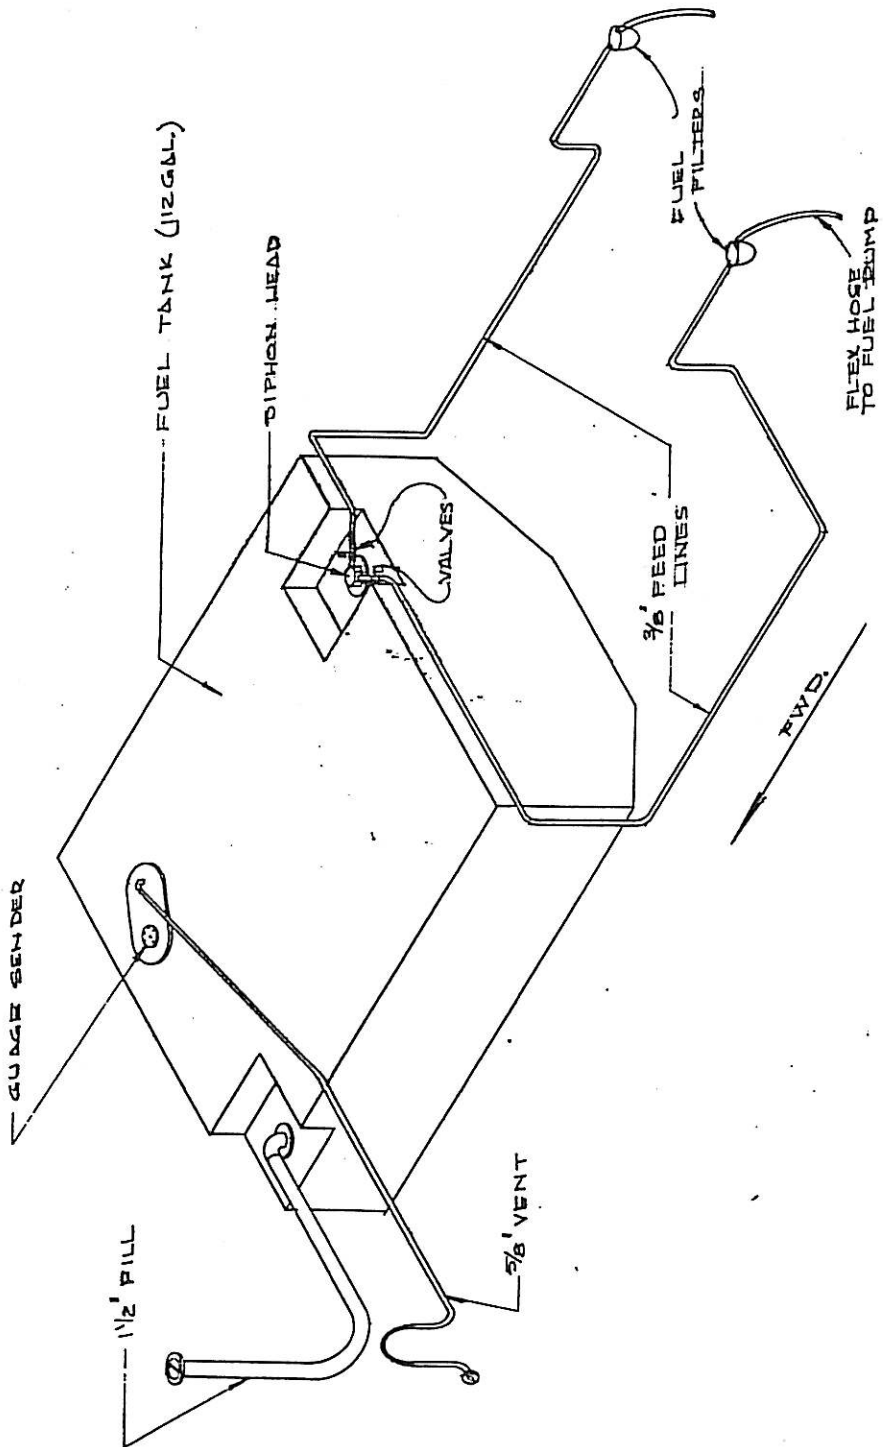 GUAGE SENDER
FUEL TANK (112 GAL.)
SIPHON HEAD
1 1/2" FILL
VALVES
FUEL
FILTERS
3/8" FEED
LINES
5/8" VENT
FLEX HOSE
TO FUEL PUMP
FWD.